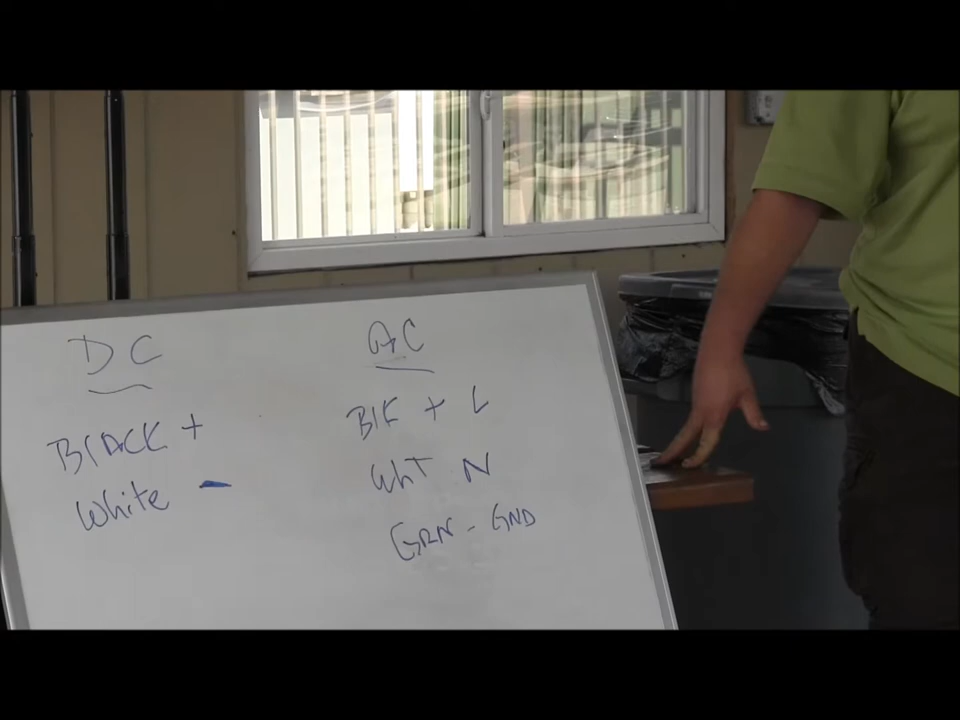 DC
BlACK +
White -
AC
BlK + L
WhT N
GRN - GND